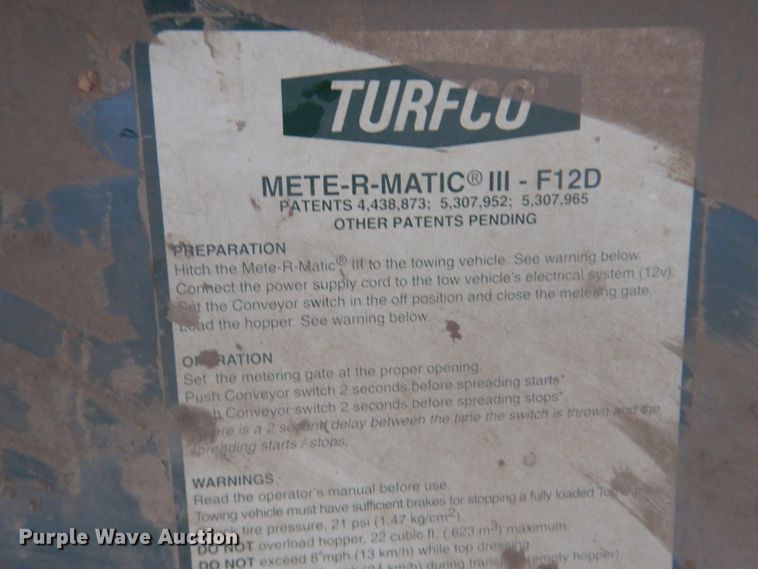 TURFCO
METE-R-MATIC® III - F12D
PATENTS 4,438,873; 5,307,952; 5,307,965
OTHER PATENTS PENDING
PREPARATION
Hitch the Mete-R-Matic® III to the towing vehicle. See warning below.
Connect the power supply cord to the tow vehicle's electrical system (12v).
Set the Conveyor switch in the off position and close the metering gate.
Load the hopper. See warning below.
OPERATION
Set the metering gate at the proper opening.
Push Conveyor switch 2 seconds before spreading starts*
Push Conveyor switch 2 seconds before spreading stops*
*There is a 2 second delay between the time the switch is thrown and the
spreading starts / stops.
WARNINGS
Read the operator's manual before use.
Towing vehicle must have sufficient brakes for stopping a fully loaded
tire pressure, 21 psi (1.47 kg/cm²).
DO NOT overload hopper, 22 cubic ft. (.623 m³) maximum.
DO NOT exceed 8 mph (13 km/h) while top dressing
during (empty hopper)
Purple Wave Auction